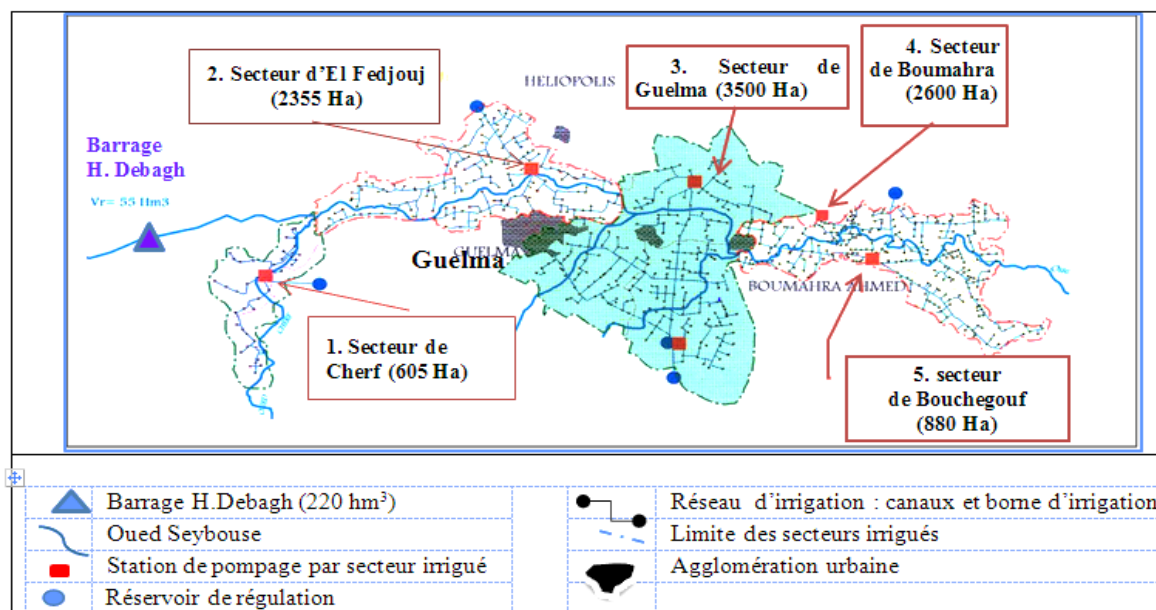 2. Secteur d'El Fedjouj
(2355 Ha)
HELIOPOLIS
3. Secteur de
Guelma (3500 Ha)
4. Secteur
de Boumahra
(2600 Ha)
Barrage
H. Debagh
Vr= 55 Hm3
GUELMA
Guelma
BOUMAHRA AHMED
1. Secteur de
Cherf (605 Ha)
5. secteur
de Bouchegouf
(880 Ha)
Barrage H.Debagh (220 hm³)
Oued Seybouse
Station de pompage par secteur irrigué
Réservoir de régulation
Réseau d'irrigation : canaux et borne d'irrigation
Limite des secteurs irrigués
Agglomération urbaine